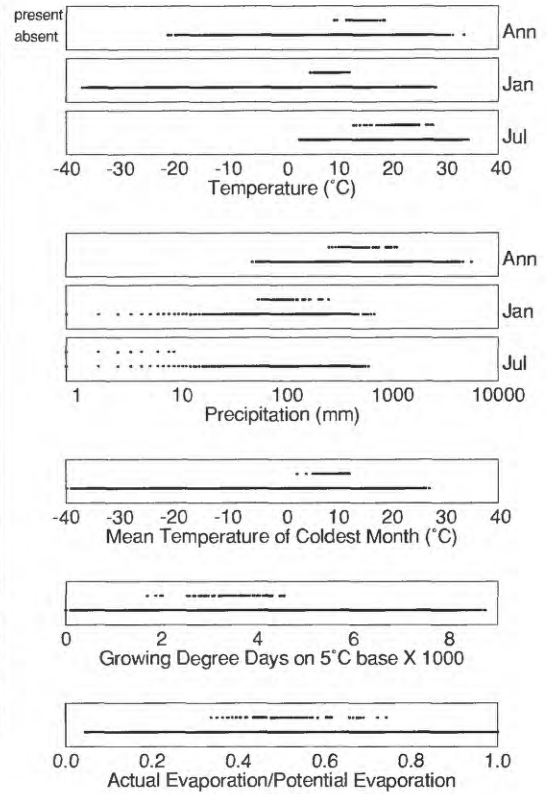 present
absent
Ann
Jan
Jul
-40 -30 -20 -10 0 10 20 30 40
Temperature (°C)
Ann
Jan
Jul
1 10 100 1000 10000
Precipitation (mm)
-40 -30 -20 -10 0 10 20 30 40
Mean Temperature of Coldest Month (°C)
0 2 4 6 8
Growing Degree Days on 5°C base X 1000
0.0 0.2 0.4 0.6 0.8 1.0
Actual Evaporation/Potential Evaporation